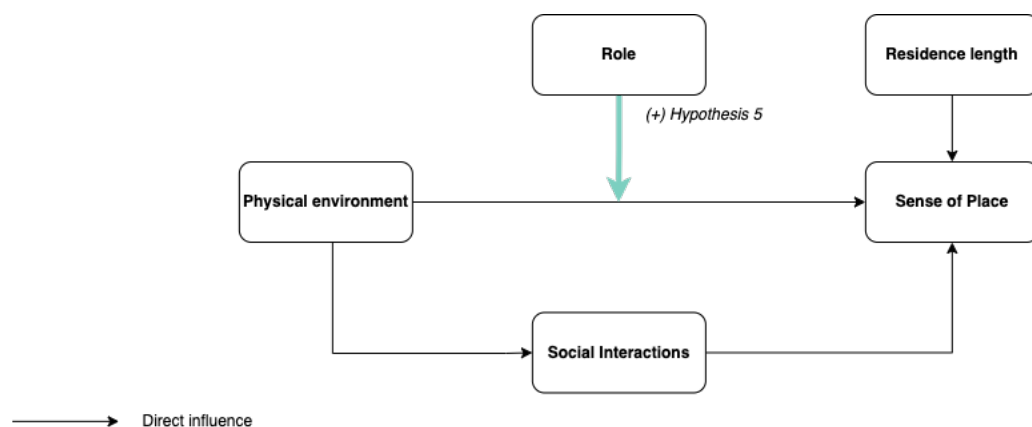 Role
Residence length
(+) Hypothesis 5
Physical environment
Sense of Place
Social Interactions
Direct influence